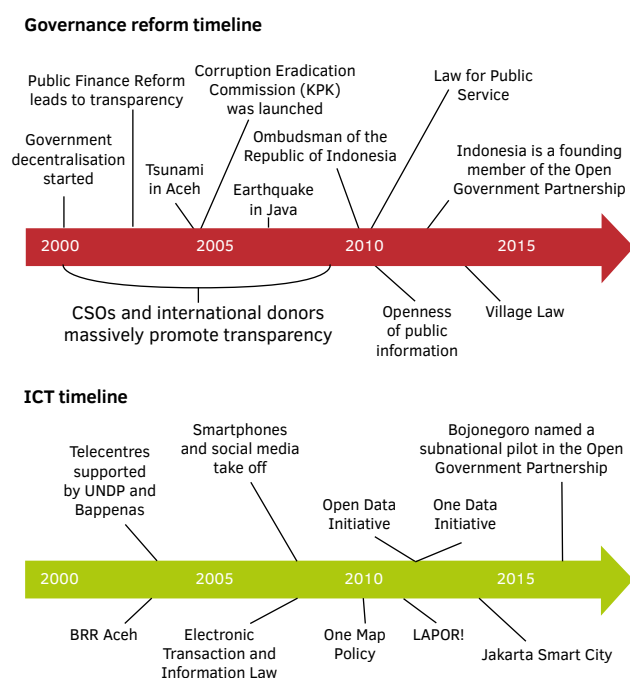 Governance reform timeline
Public Finance Reform
leads to transparency
Corruption Eradication
Commission (KPK)
was launched
Law for Public
Service
Government
decentralisation
started
Tsunami
in Aceh
Earthquake
in Java
Ombudsman of the
Republic of Indonesia
Indonesia is a founding
member of the Open
Government Partnership
2000
2005
2010
2015
CSOs and international donors
massively promote transparency
Openness
of public
information
Village Law
ICT timeline
Telecentres
supported
by UNDP and
Bappenas
Smartphones
and social media
take off
Open Data
Initiative
One Data
Initiative
Bojonegoro named a
subnational pilot in the Open
Government Partnership
2000
2005
2010
2015
BRR Aceh
Electronic
Transaction and
Information Law
One Map
Policy
LAPOR!
Jakarta Smart City